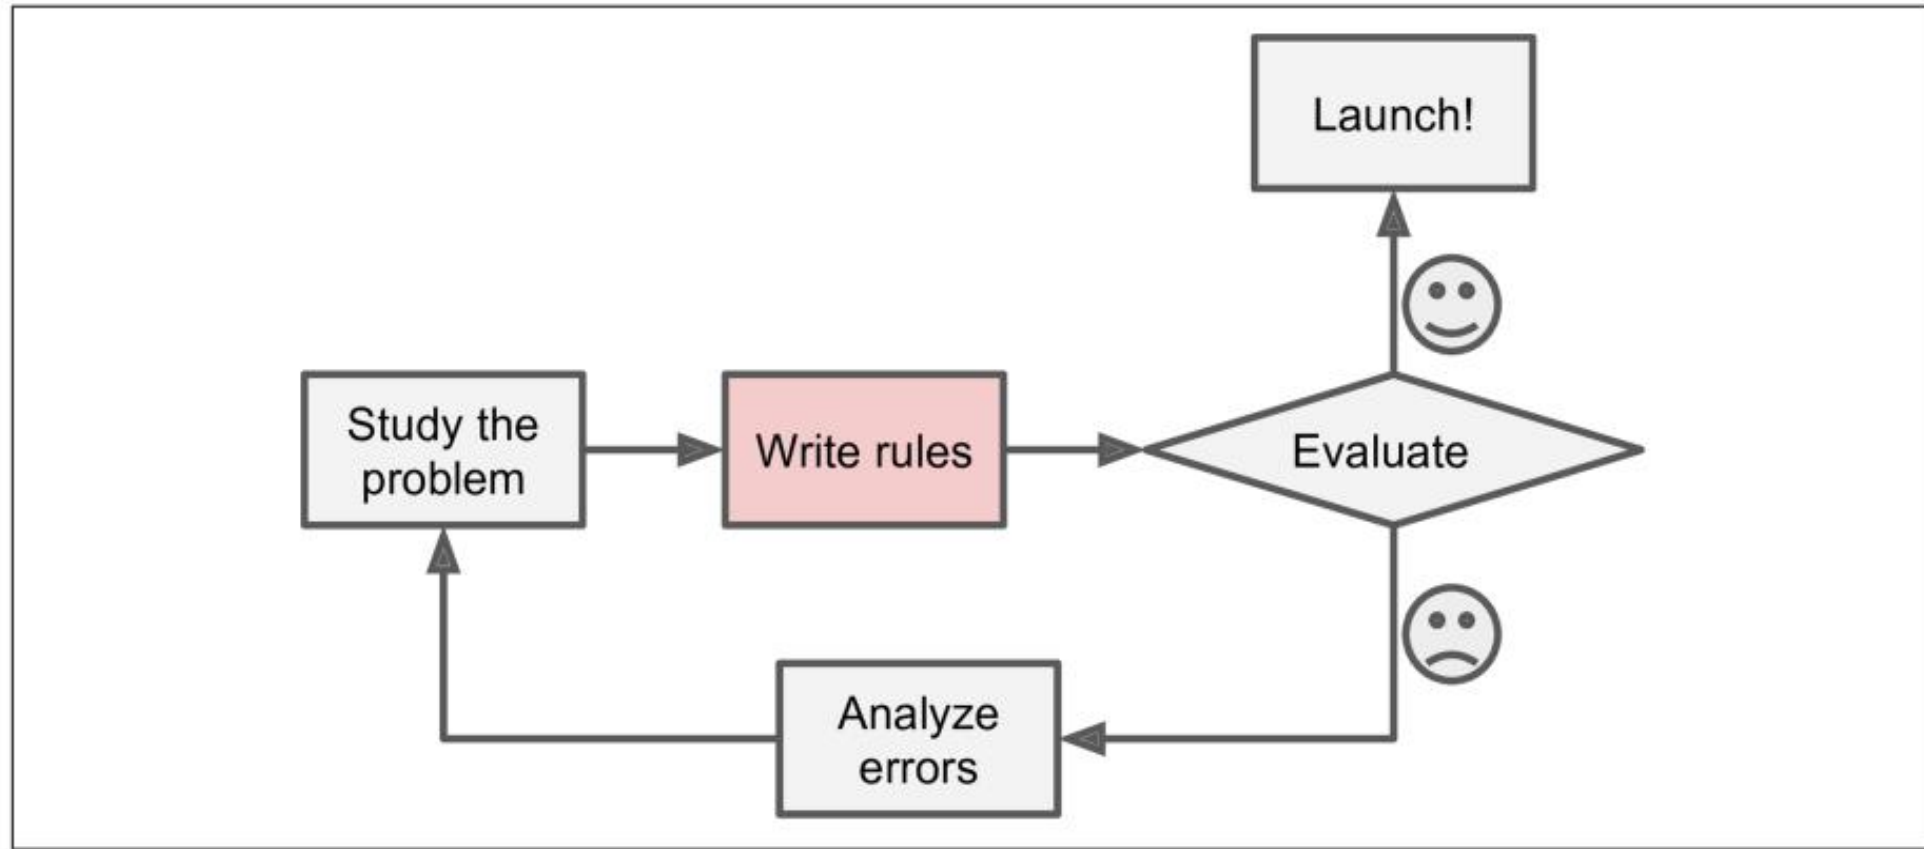 Launch!
Study the
problem
Write rules
Evaluate
Analyze
errors